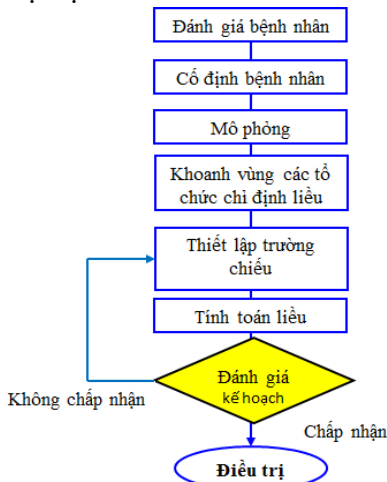 Đánh giá bệnh nhân
Cố định bệnh nhân
Mô phỏng
Khoanh vùng các tổ
chức chỉ định liều
Thiết lập trường
chiếu
Tính toán liều
Đánh giá
kế hoạch
Không chấp nhận
Chấp nhận
Điều trị